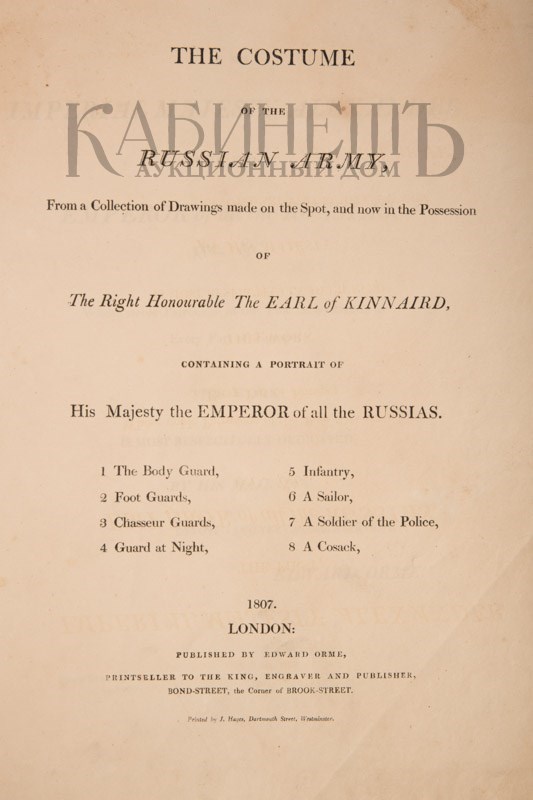 THE COSTUME
OF THE
КАБИНЕТЪ
RUSSIAN ARMY,
АУКЦИОННЫЙ ДОМ
From a Collection of Drawings made on the Spot, and now in the Possession
OF
The Right Honourable The EARL of KINNAIRD,
CONTAINING A PORTRAIT OF
His Majesty the EMPEROR of all the RUSSIAS.
1 The Body Guard,
2 Foot Guards,
3 Chasseur Guards,
4 Guard at Night,
5 Infantry,
6 A Sailor,
7 A Soldier of the Police,
8 A Cosack,
1807.
LONDON:
PUBLISHED BY EDWARD ORME,
PRINTSELLER TO THE KING, ENGRAVER AND PUBLISHER,
BOND-STREET, the Corner of BROOK-STREET.
Printed by J. Hayes, Dartmouth Street, Westminster.